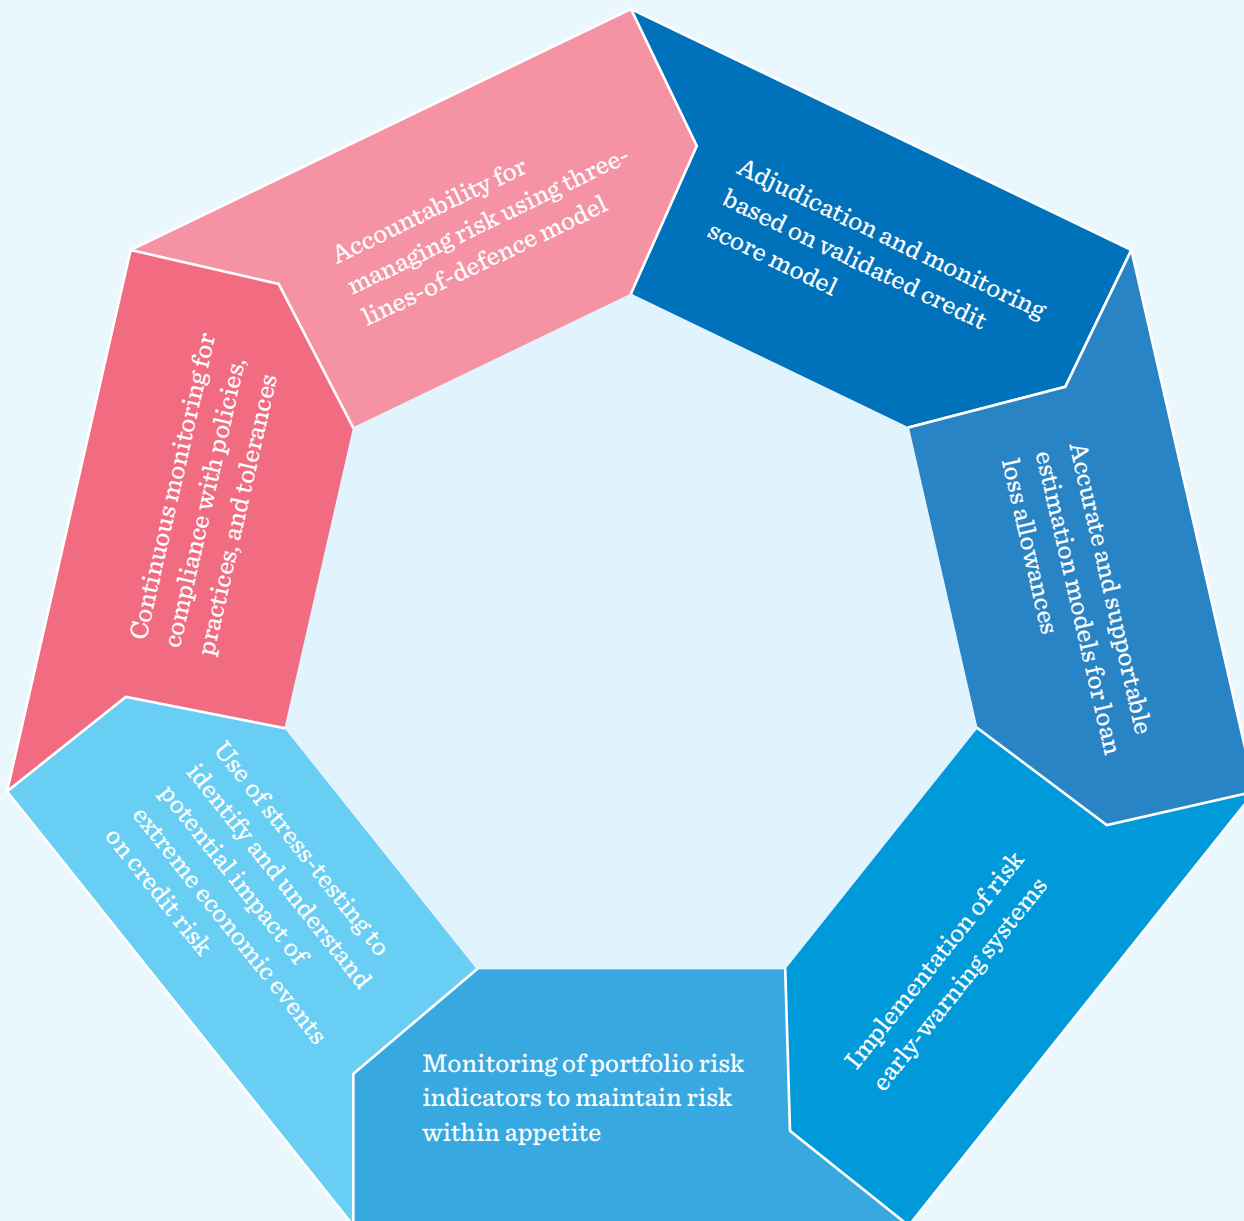 Accountability for
managing risk using three-
lines-of-defence model
Adjudication and monitoring
based on validated credit
score model
Accurate and supportable
estimation models for loan
loss allowances
Implementation of risk
early-warning systems
Monitoring of portfolio risk
indicators to maintain risk
within appetite
Use of stress-testing to
identify and understand
potential impact of
extreme economic events
on credit risk
Continuous monitoring for
compliance with policies,
practices, and tolerances